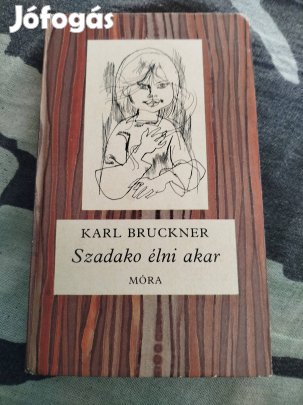 Jófogás
KARL BRUCKNER
Szadako élni akar
MÓRA